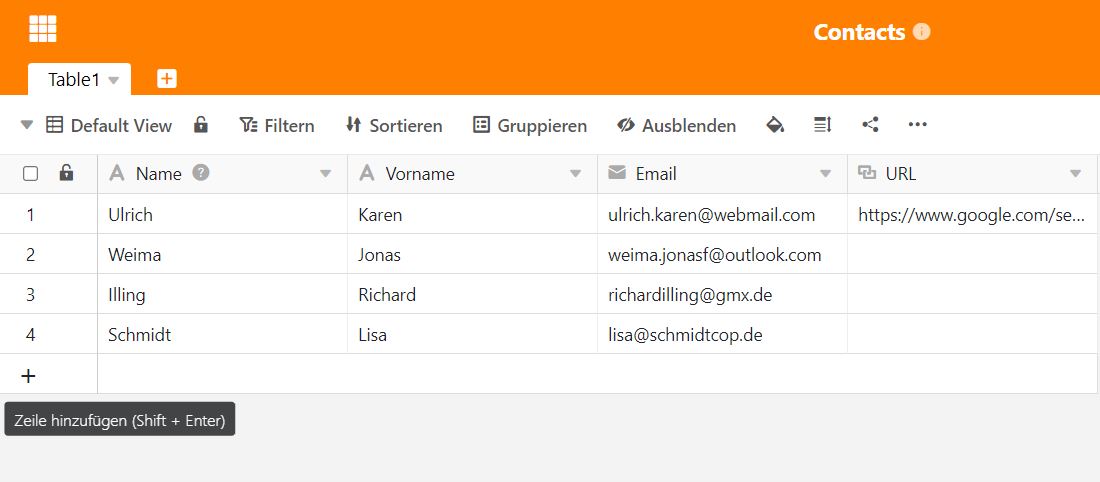 Contacts
Table1
Default View Filtern Sortieren Gruppieren Ausblenden
Name Vorname Email URL
1 Ulrich Karen ulrich.karen@webmail.com https://www.google.com/se...
2 Weima Jonas weima.jonasf@outlook.com
3 Illing Richard richardilling@gmx.de
4 Schmidt Lisa lisa@schmidtcop.de
Zeile hinzufügen (Shift + Enter)